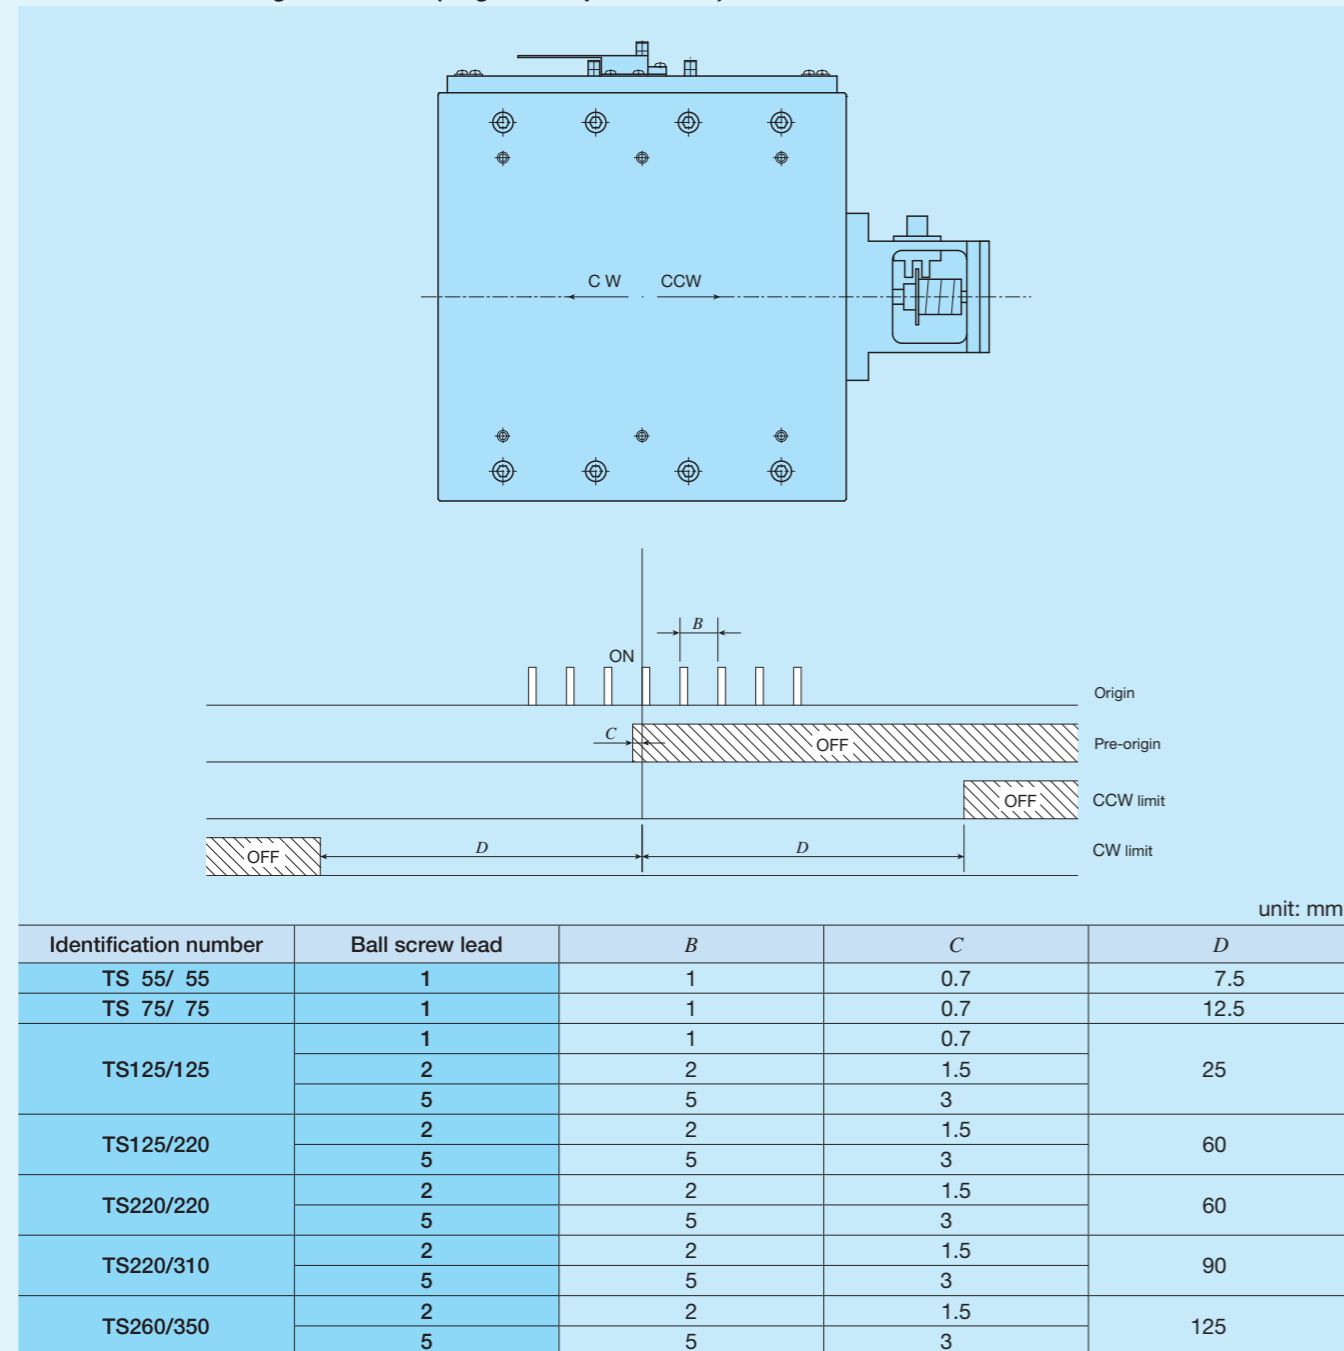 C W CCW
B
ON
Origin
C
OFF
Pre-origin
OFF
CCW limit
OFF
D
D
CW limit
unit: mm
Identification number Ball screw lead B C D
TS 55/ 55 1 1 0.7 7.5
TS 75/ 75 1 1 0.7 12.5
TS125/125 1 1 0.7 25
2 2 1.5
5 5 3
TS125/220 2 2 1.5 60
5 5 3
TS220/220 2 2 1.5 60
5 5 3
TS220/310 2 2 1.5 90
5 5 3
TS260/350 2 2 1.5 125
5 5 3